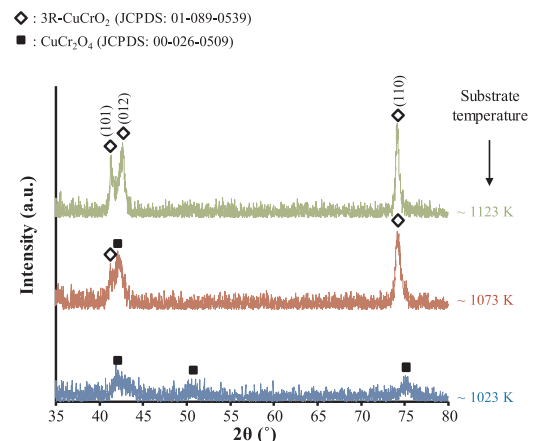 ◇ : 3R-CuCrO₂ (JCPDS: 01-089-0539)
■ : CuCr₂O₄ (JCPDS: 00-026-0509)
(101)
(012)
(110)
Substrate
temperature
~ 1123 K
~ 1073 K
~ 1023 K
Intensity (a.u.)
35 40 45 50 55 60 65 70 75 80
2θ (°)